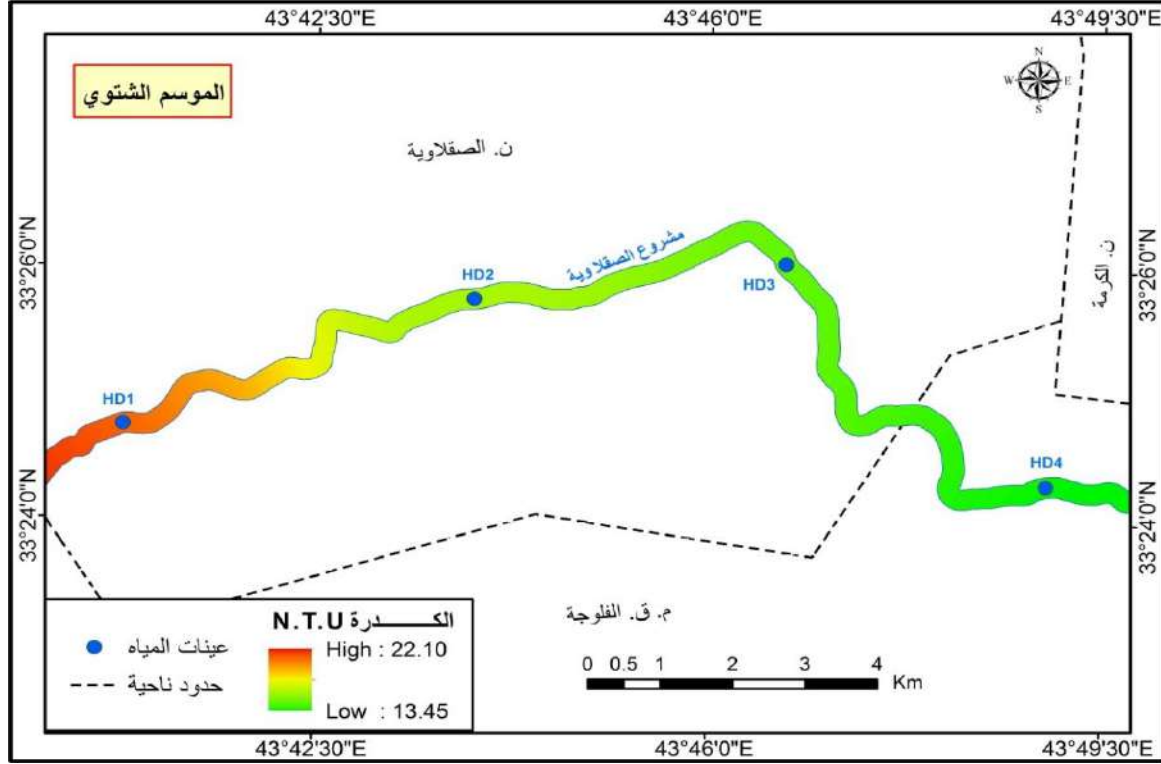 43°42'30"E
43°46'0"E
43°49'30"E
الموسم الشتوي
N
W
E
S
ن. الصقلاوية
مشروع الصقلاوية
ن. الكرمة
33°26'0"N
33°26'0"N
HD2
HD3
HD1
HD4
33°24'0"N
33°24'0"N
م. ق. الفلوجة
الكـــــدرة N.T.U
عينات المياه
حدود ناحية
High : 22.10
Low : 13.45
0 0.5 1 2 3 4
Km
43°42'30"E
43°46'0"E
43°49'30"E